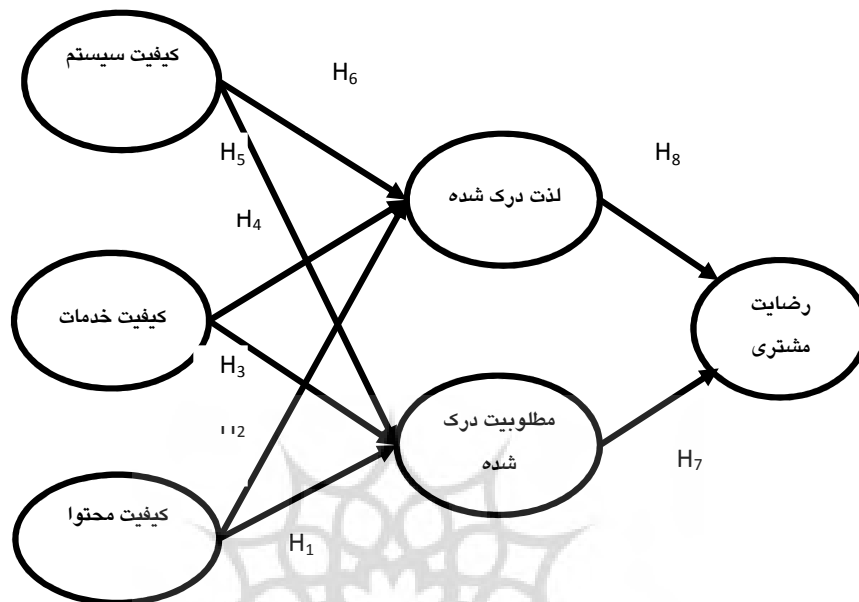 کیفیت سیستم
H6
H5
لذت درک شده
H8
H4
کیفیت خدمات
رضایت
مشتری
H3
مطلوبیت درک
شده
H7
کیفیت محتوا
H1